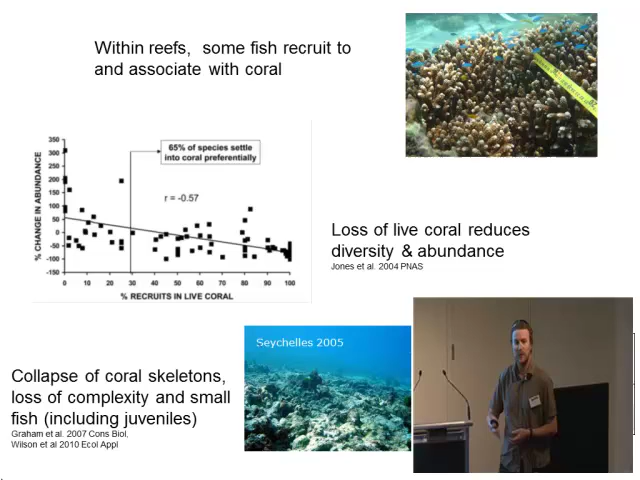 Within reefs, some fish recruit to
and associate with coral
350
300
250
200
150
100
50
0
-50
-100
-150
% CHANGE IN ABUNDANCE
65% of species settle
into coral preferentially
r = -0.57
0 10 20 30 40 50 60 70 80 90 100
% RECRUITS IN LIVE CORAL
Loss of live coral reduces
diversity & abundance
Jones et al. 2004 PNAS
Seychelles 2005
Collapse of coral skeletons,
loss of complexity and small
fish (including juveniles)
Graham et al. 2007 Cons Biol,
Wilson et al 2010 Ecol Appl